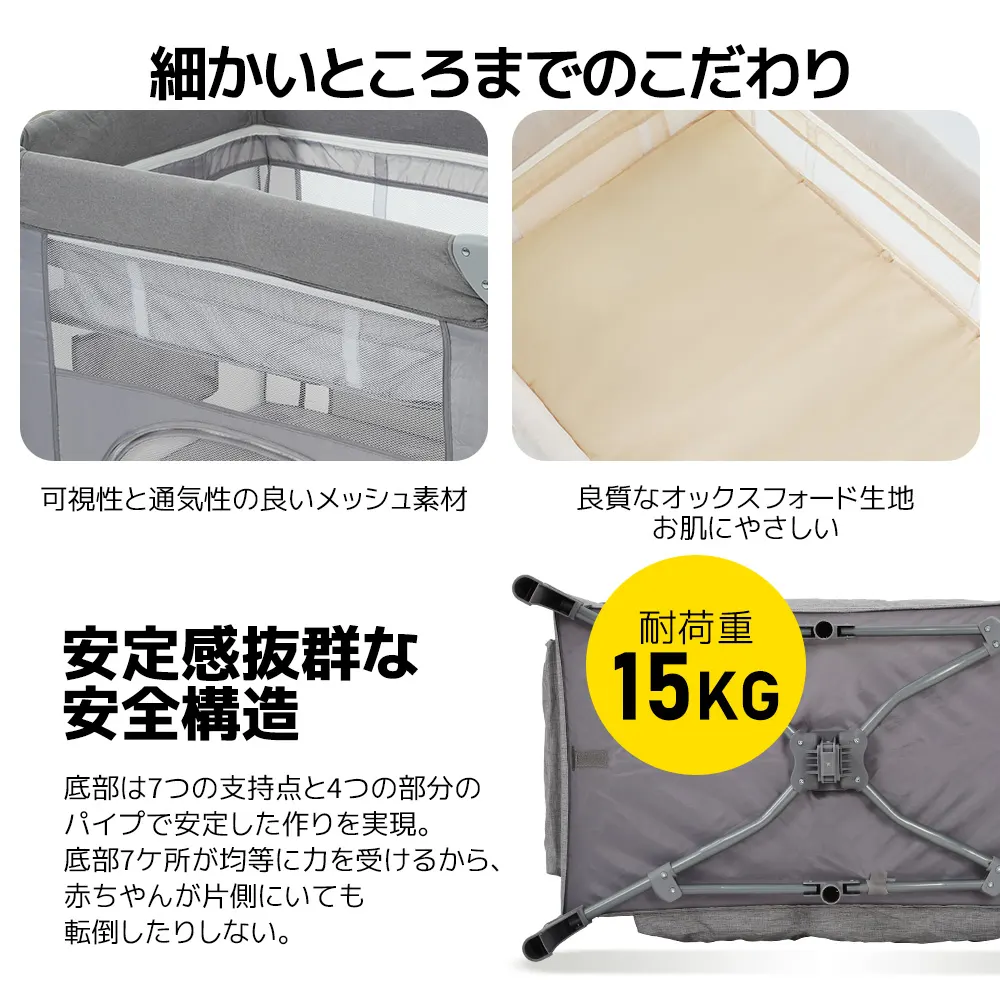 細かいところまでのこだわり
可視性と通気性の良いメッシュ素材
良質なオックスフォード生地
お肌にやさしい
安定感抜群な
安全構造
耐荷重
15KG
底部は7つの支持点と4つの部分の
パイプで安定した作りを実現。
底部7ケ所が均等に力を受けるから、
赤ちゃんが片側にいても
転倒したりしない。